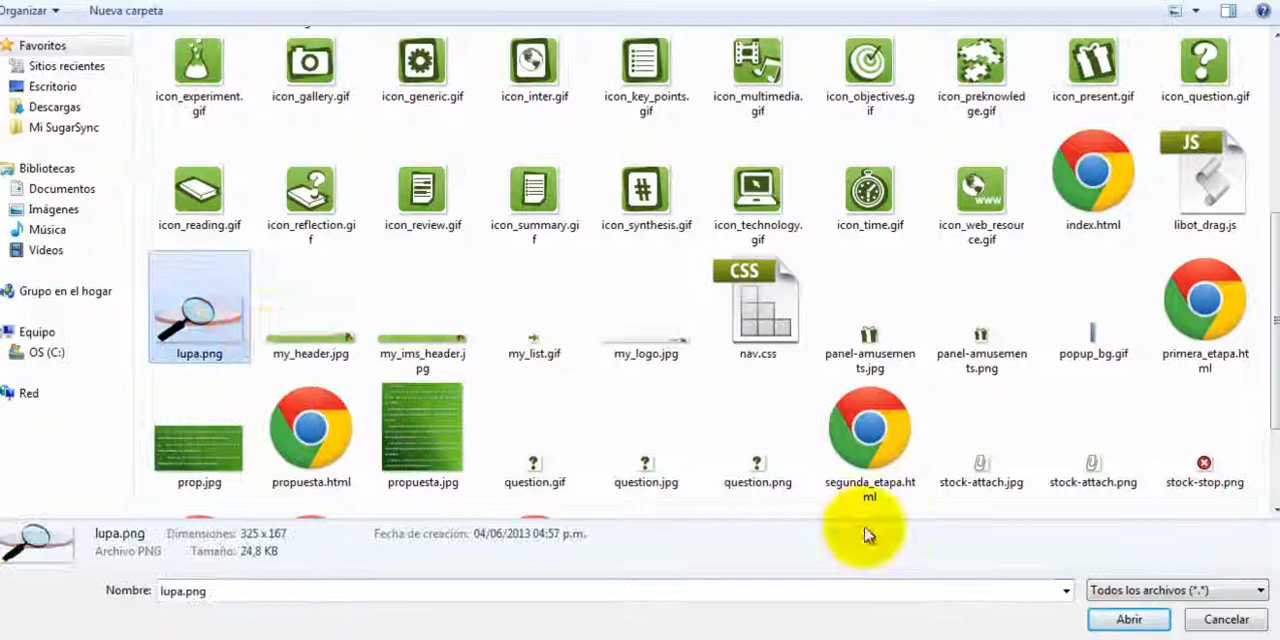 Organizar
Nueva carpeta
Favoritos
Sitios recientes
Escritorio
Descargas
Mi SugarSync
Bibliotecas
Documentos
Imágenes
Música
Vídeos
Grupo en el hogar
Equipo
OS (C:)
Red
icon_experiment.
gif
icon_gallery.gif
icon_generic.gif
icon_inter.gif
icon_key_points.
gif
icon_multimedia.
gif
icon_objectives.g
if
icon_preknowled
ge.gif
icon_present.gif
icon_question.gif
WWW
JS
icon_reading.gif
icon_reflection.gi
f
icon_review.gif
icon_summary.gi
f
icon_synthesis.gif
icon_technology.
gif
icon_time.gif
icon_web_resour
ce.gif
index.html
libot_drag.js
CSS
lupa.png
my_header.jpg
my_ims_header.j
pg
my_list.gif
my_logo.jpg
nav.css
panel-amusemen
ts.jpg
panel-amusemen
ts.png
popup_bg.gif
primera_etapa.ht
ml
prop.jpg
propuesta.html
propuesta.jpg
question.gif
question.jpg
question.png
segunda_etapa.ht
ml
stock-attach.jpg
stock-attach.png
stock-stop.png
lupa.png Dimensiones: 325 x 167 Fecha de creación: 04/06/2013 04:57 p.m.
Archivo PNG Tamaño: 24,8 KB
Nombre: lupa.png Todos los archivos (*.*)
Abrir Cancelar